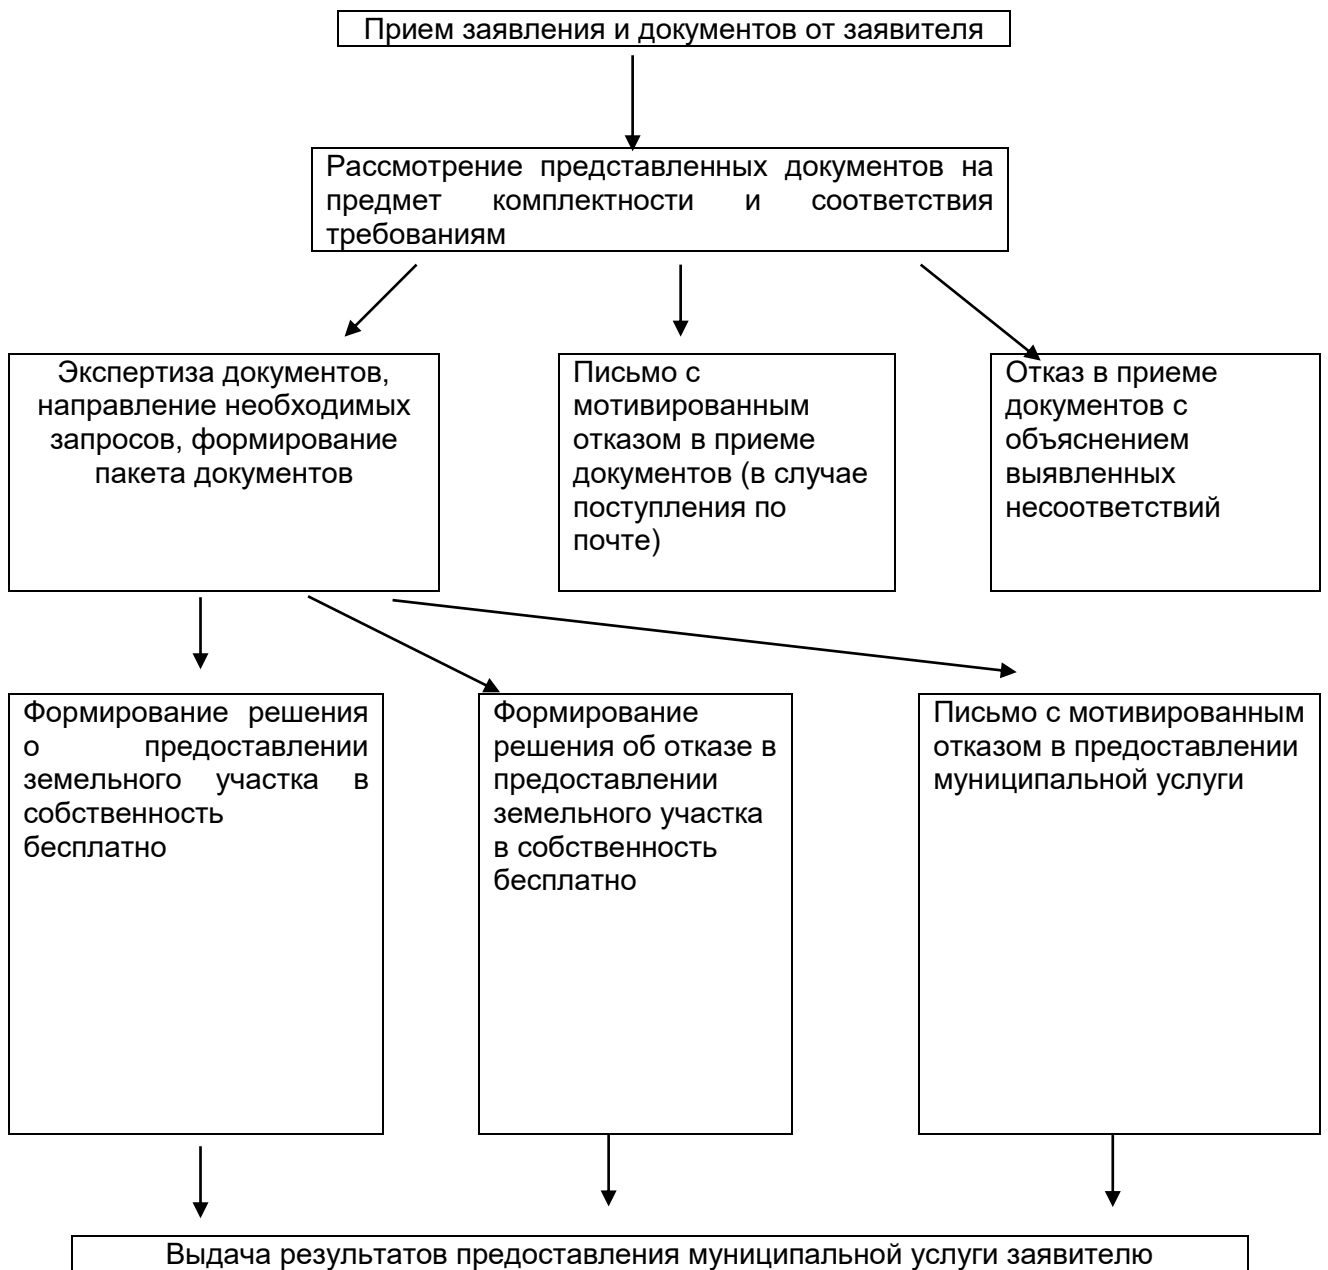 Прием заявления и документов от заявителя
Рассмотрение представленных документов на
предмет комплектности и соответствия
требованиям
Экспертиза документов,
направление необходимых
запросов, формирование
пакета документов
Письмо с
мотивированным
отказом в приеме
документов (в случае
поступления по
почте)
Отказ в приеме
документов с
объяснением
выявленных
несоответствий
Формирование решения
о предоставлении
земельного участка в
собственность
бесплатно
Формирование
решения об отказе в
предоставлении
земельного участка
в собственность
бесплатно
Письмо с мотивированным
отказом в предоставлении
муниципальной услуги
Выдача результатов предоставления муниципальной услуги заявителю